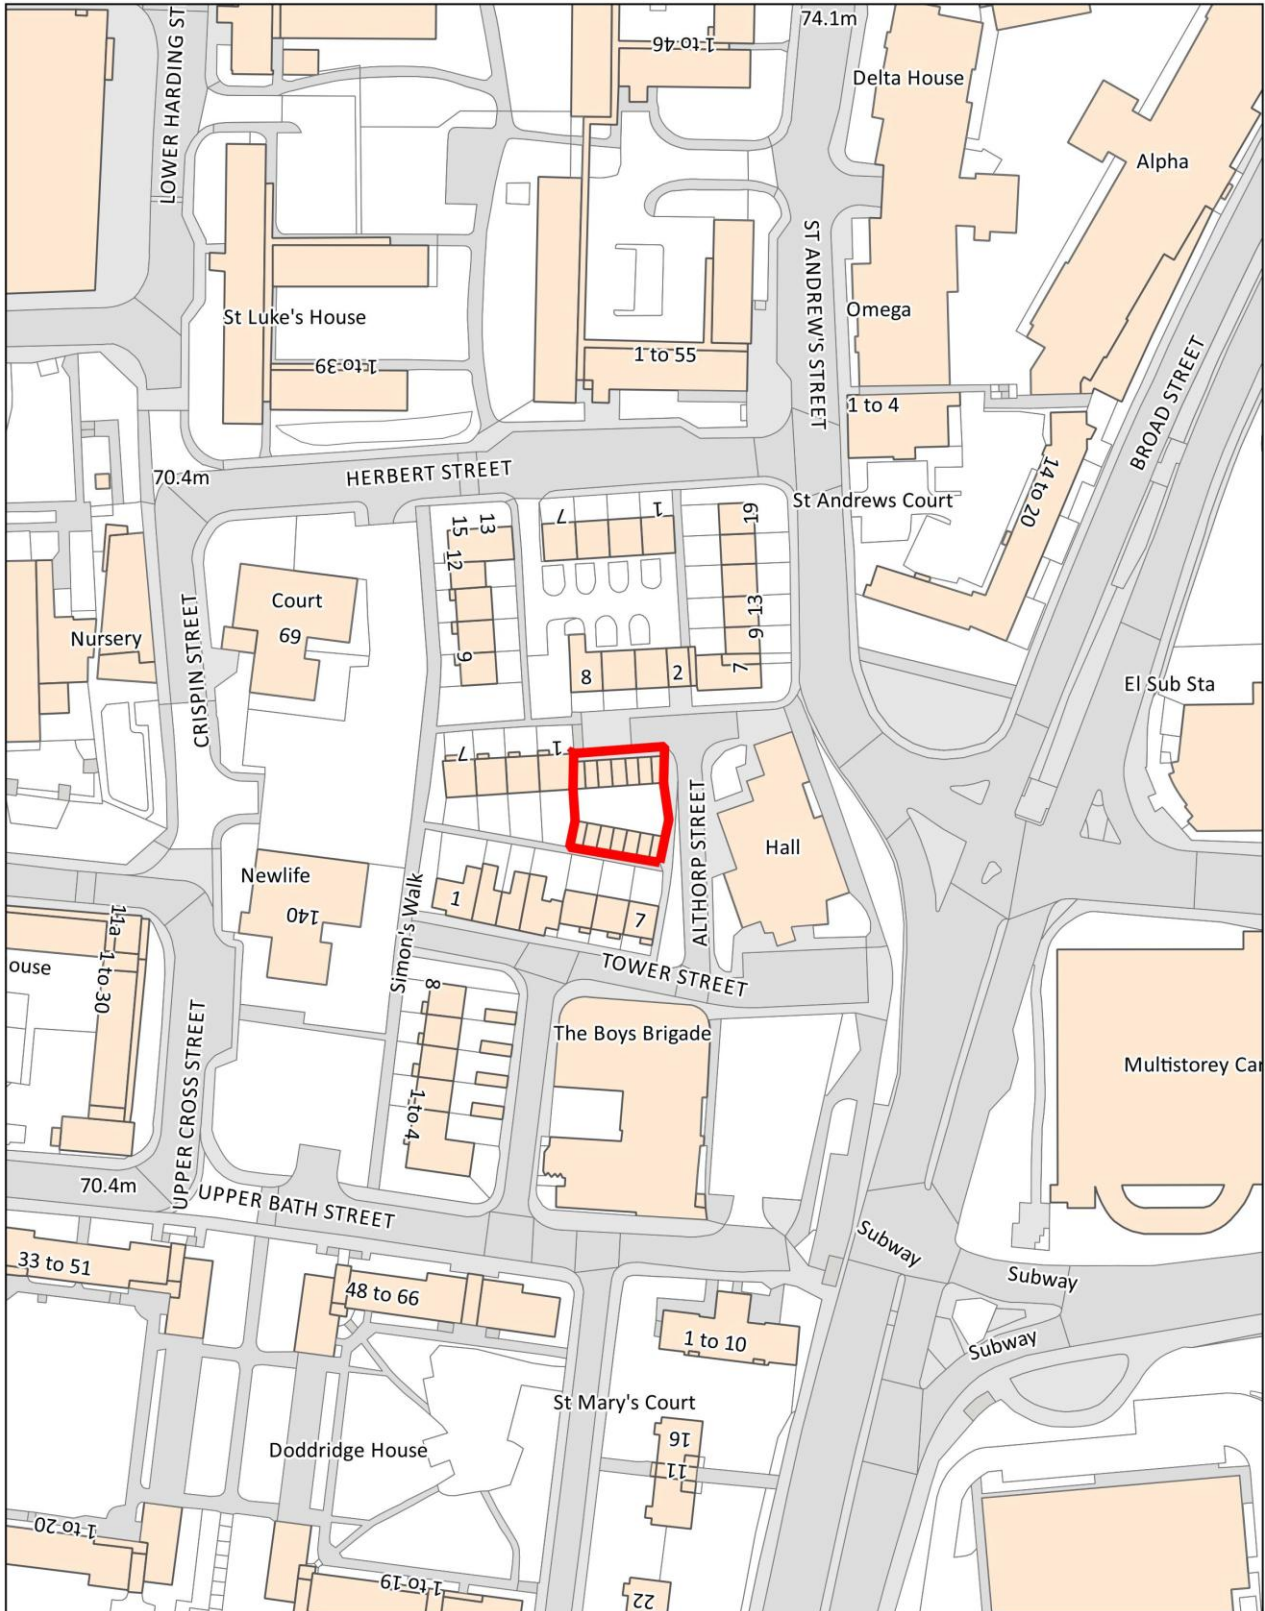 74.1m
1 to 46
LOWER HARDING ST
Delta House
Alpha
ST ANDREW'S STREET
Omega
St Luke's House
1 to 39
1 to 55
BROAD STREET
1 to 4
HERBERT STREET
70.4m
St Andrews Court
14 to 20
15
13
12
9
7
1
19
13
9
7
8
2
Court
69
Nursery
CRISPIN STREET
El Sub Sta
7
1
ALTHORP STREET
Hall
Newlife
140
Simon's Walk
1
7
TOWER STREET
11a
1 to 30
ouse
UPPER CROSS STREET
8
1 to 4
The Boys Brigade
Multistorey Car
70.4m
UPPER BATH STREET
Subway
Subway
Subway
33 to 51
48 to 66
1 to 10
St Mary's Court
16
11
Doddridge House
1 to 20
1 to 19
22